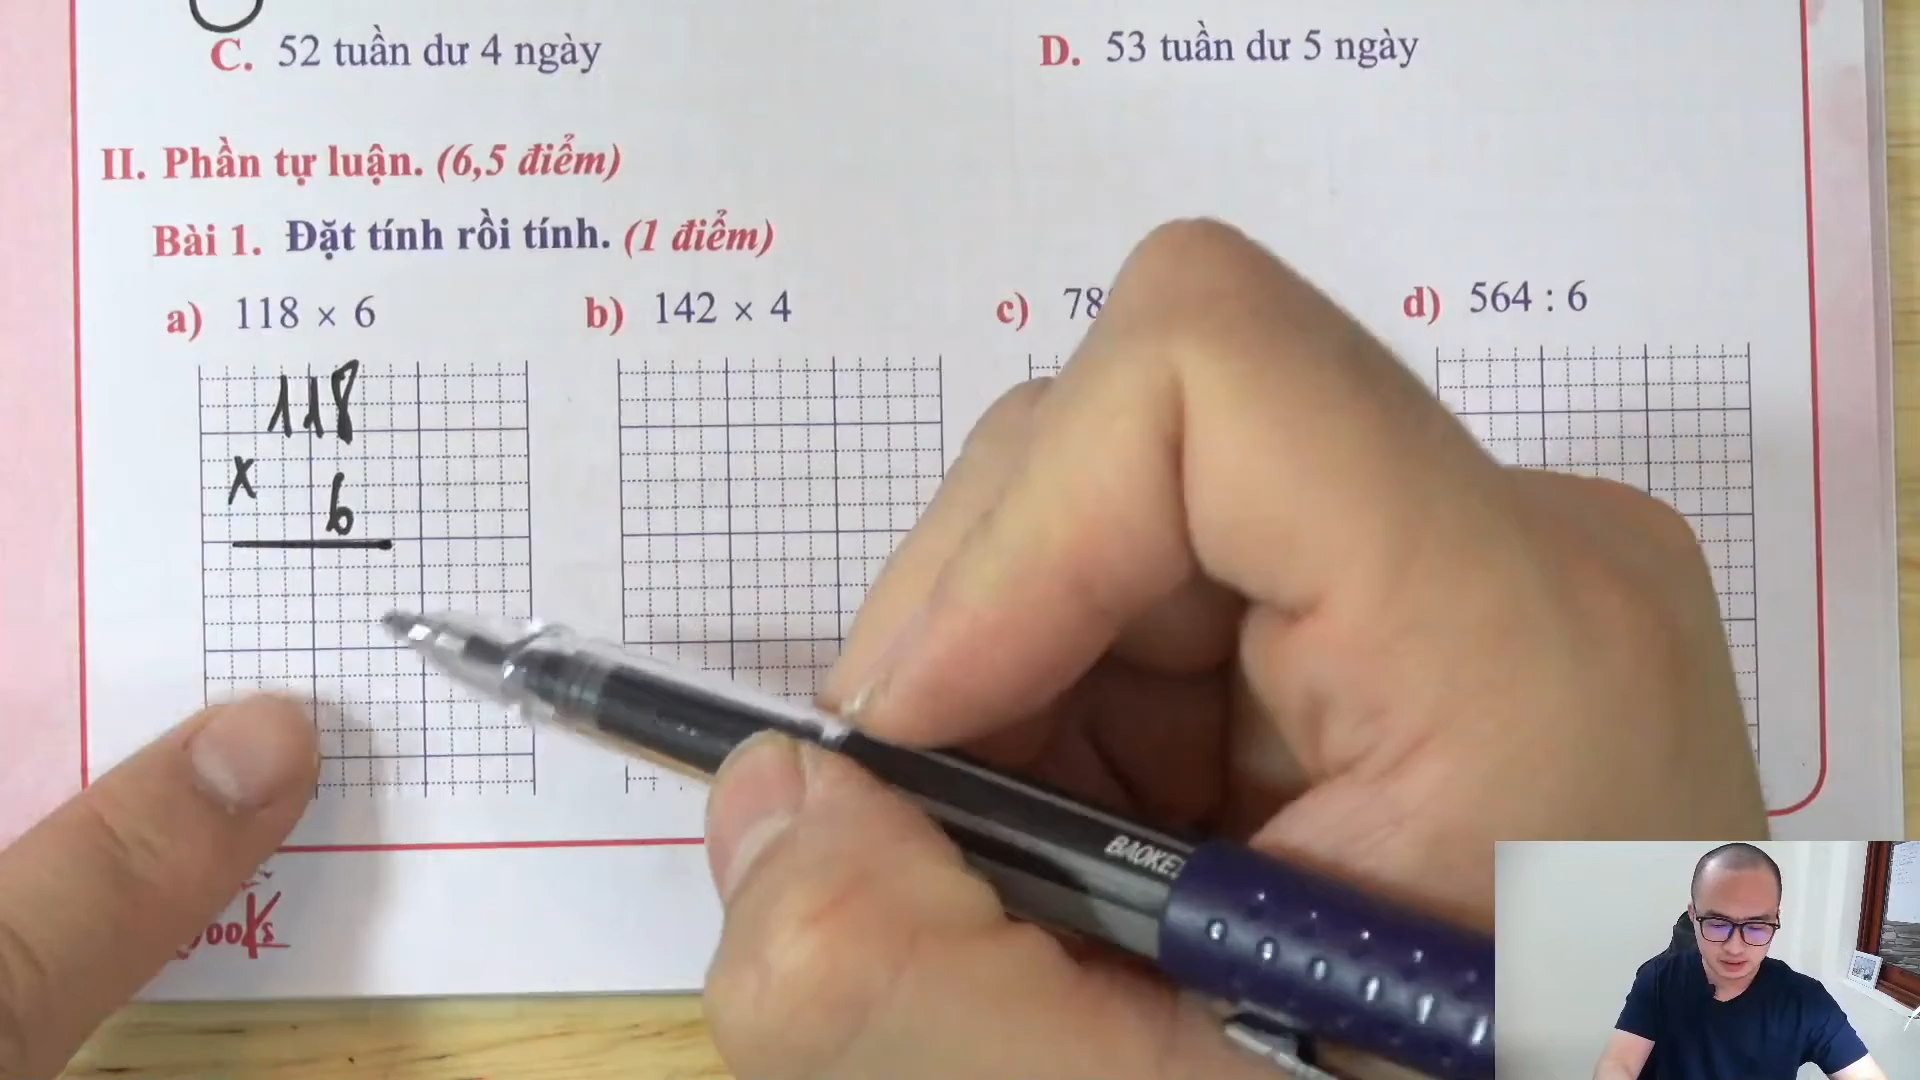 C. 52 tuần dư 4 ngày
D. 53 tuần dư 5 ngày
II. Phần tự luận. (6,5 điểm)
Bài 1. Đặt tính rồi tính. (1 điểm)
a) 118 × 6
b) 142 × 4
c) 78
d) 564 : 6
118
x
6
BAOKE